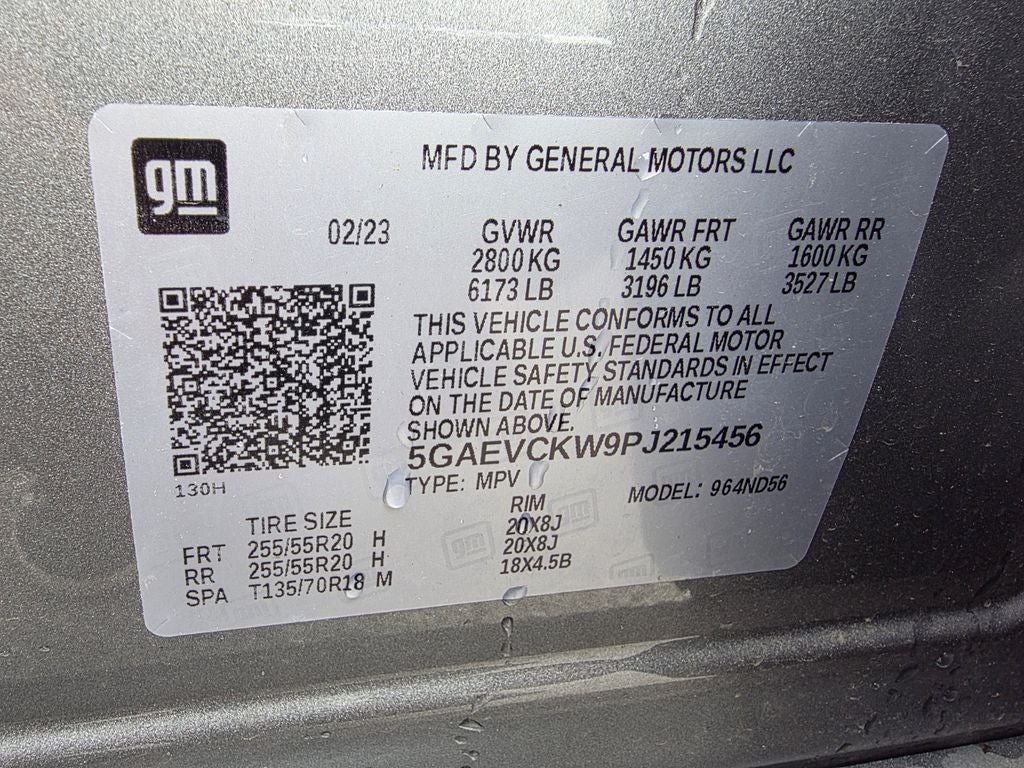 gm
MFD BY GENERAL MOTORS LLC
02/23 GVWR GAWR FRT GAWR RR
2800 KG 1450 KG 1600 KG
6173 LB 3196 LB 3527 LB
THIS VEHICLE CONFORMS TO ALL
APPLICABLE U.S. FEDERAL MOTOR
VEHICLE SAFETY STANDARDS IN EFFECT
ON THE DATE OF MANUFACTURE
SHOWN ABOVE.
5GAEVCKW9PJ215456
130H
TYPE: MPV MODEL: 964ND56
TIRE SIZE RIM
FRT 255/55R20 H 20X8J
RR 255/55R20 H 20X8J
SPA T135/70R18 M 18X4.5B
gm